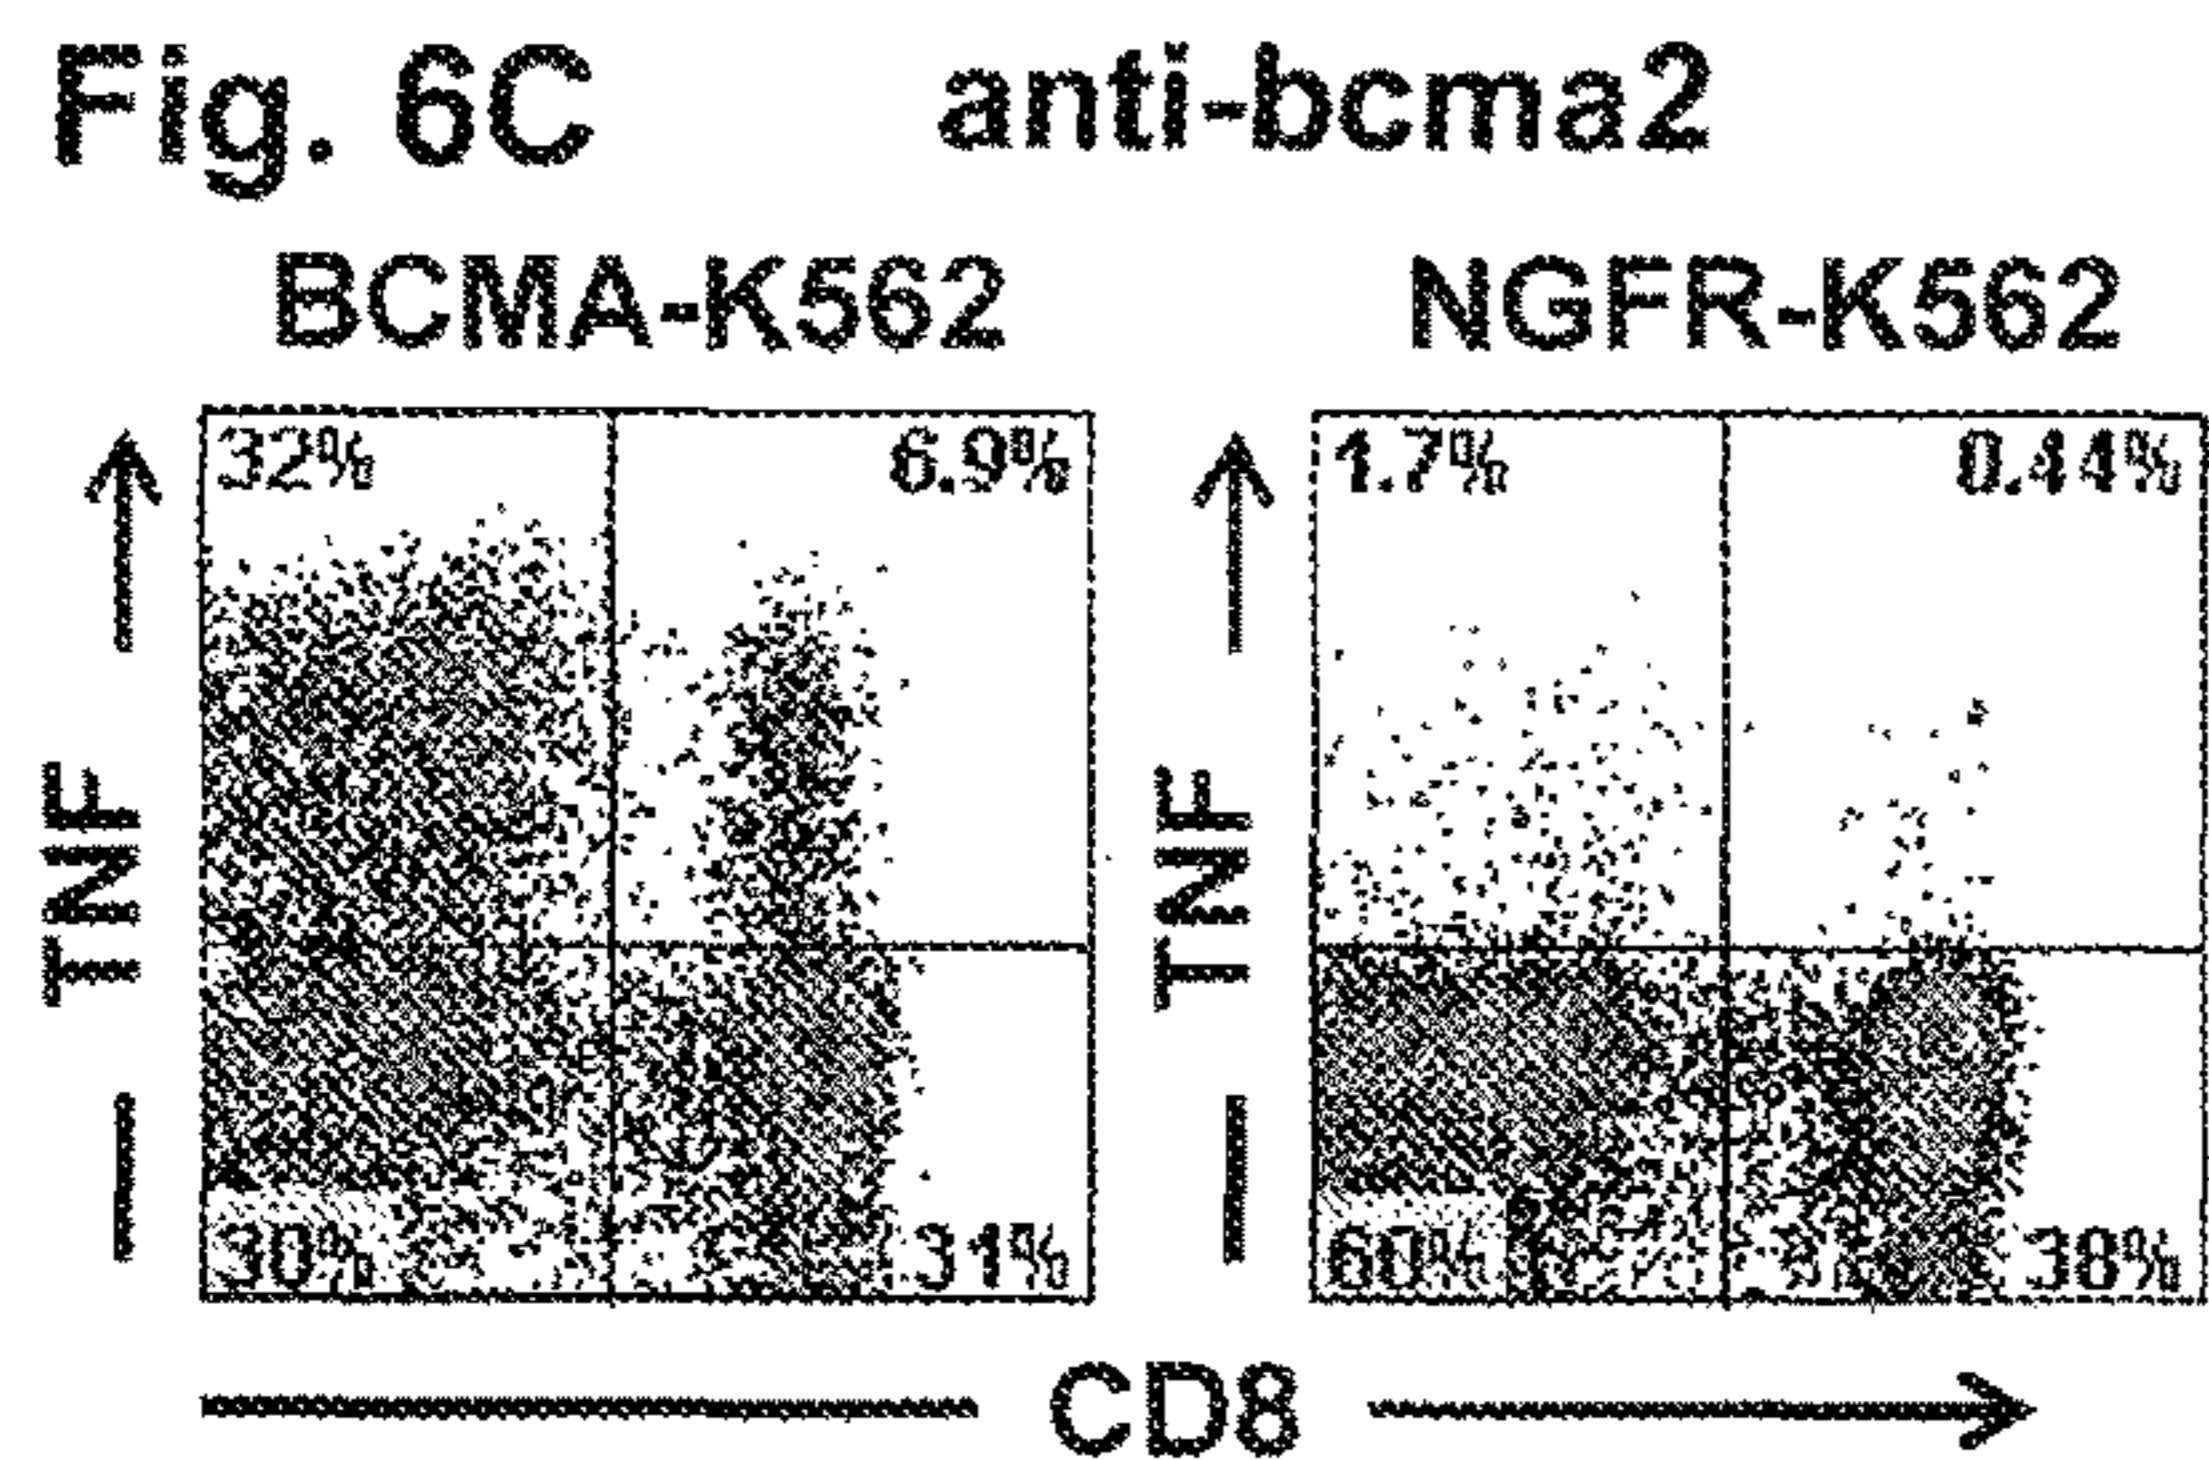 Fig. 6C anti-bcma2
BCMA-K562 NGFR-K562
32% 6.9% 1.7% 0.44%
TNF TNF
30% 31% 60% 38%
CD8